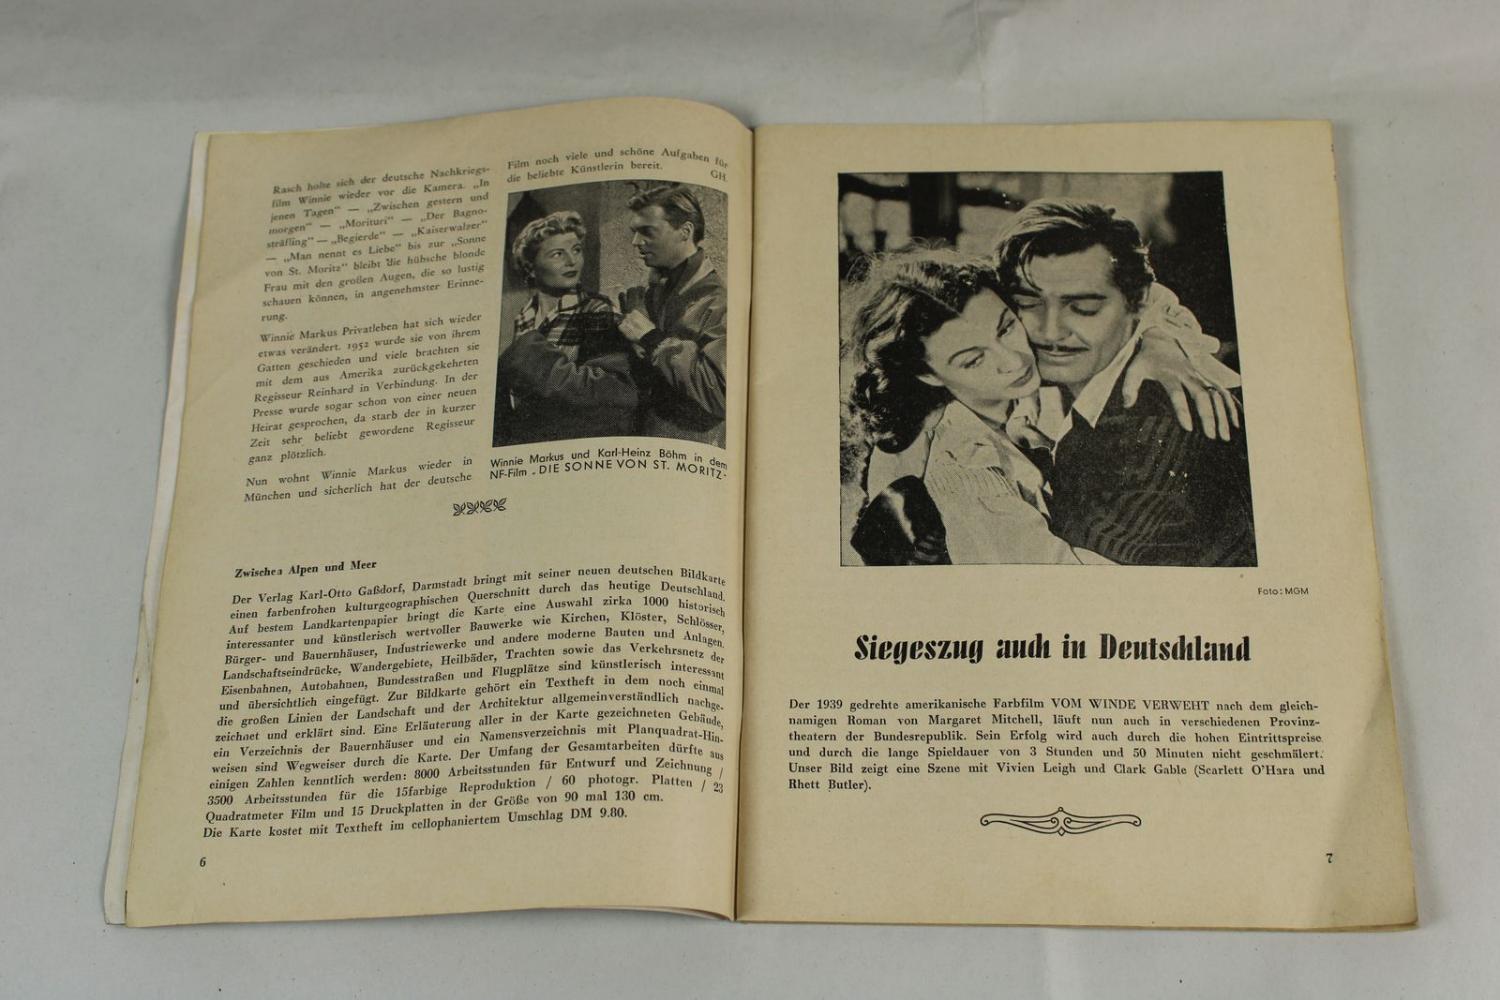 Rasch holte sich der deutsche Nachkriegs-
film Winnie wieder vor die Kamera. „In
jenen Tagen“ — „Zwischen gestern und
morgen“ — „Morituri“ — „Der Bagno-
sträfling“ — „Begierde“ — „Kaiserwalzer“
— „Man nennt es Liebe“ bis zur „Sonne
von St. Moritz“ bleibt die hübsche blonde
Frau mit den großen Augen, die so lustig
schauen können, in angenehmster Erinne-
rung.
Winnie Markus Privatleben hat sich wieder
etwas verändert. 1952 wurde sie von ihrem
Gatten geschieden und viele brachten sie
mit dem aus Amerika zurückgekehrten
Regisseur Reinhard in Verbindung. In der
Presse wurde sogar schon von einer neuen
Heirat gesprochen, da starb der in kurzer
Zeit sehr beliebt gewordene Regisseur
ganz plötzlich.
Nun wohnt Winnie Markus wieder in
München und sicherlich hat der deutsche
Film noch viele und schöne Aufgaben für
die beliebte Künstlerin bereit. GH.
Winnie Markus und Karl-Heinz Böhm in dem
NF-Film „DIE SONNE VON ST. MORITZ“
Zwischen Alpen und Meer
Der Verlag Karl-Otto Gaßdorf, Darmstadt bringt mit seiner neuen deutschen Bildkarte
einen farbenfrohen kulturgeographischen Querschnitt durch das heutige Deutschland.
Auf bestem Landkartenpapier bringt die Karte eine Auswahl zirka 1000 historisch
interessanter und künstlerisch wertvoller Bauwerke wie Kirchen, Klöster, Schlösser,
Bürger- und Bauernhäuser, Industriewerke und andere moderne Bauten und Anlagen.
Landschaftseindrücke, Wandergebiete, Heilbäder, Trachten sowie das Verkehrsnetz der
Eisenbahnen, Autobahnen, Bundesstraßen und Flugplätze sind künstlerisch interessant
und übersichtlich eingefügt. Zur Bildkarte gehört ein Textheft in dem noch einmal
die großen Linien der Landschaft und der Architektur allgemeinverständlich nachge-
zeichnet und erklärt sind. Eine Erläuterung aller in der Karte gezeichneten Gebäude,
ein Verzeichnis der Bauernhäuser und ein Namensverzeichnis mit Planquadrat-Hin-
weisen sind Wegweiser durch die Karte. Der Umfang der Gesamtarbeiten dürfte aus
einigen Zahlen kenntlich werden: 8000 Arbeitsstunden für Entwurf und Zeichnung /
3500 Arbeitsstunden für die 15farbige Reproduktion / 60 photogr. Platten / 23
Quadratmeter Film und 15 Druckplatten in der Größe von 90 mal 130 cm.
Die Karte kostet mit Textheft im cellophaniertem Umschlag DM 9.80.
6
Foto: MGM
Siegeszug auch in Deutschland
Der 1939 gedrehte amerikanische Farbfilm VOM WINDE VERWEHT nach dem gleich-
namigen Roman von Margaret Mitchell, läuft nun auch in verschiedenen Provinz-
theatern der Bundesrepublik. Sein Erfolg wird auch durch die hohen Eintrittspreise
und durch die lange Spieldauer von 3 Stunden und 50 Minuten nicht geschmälert.
Unser Bild zeigt eine Szene mit Vivien Leigh und Clark Gable (Scarlett O'Hara und
Rhett Butler).
7